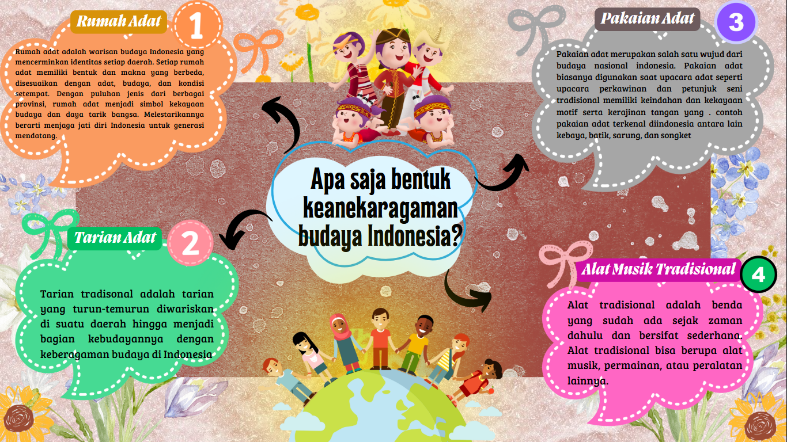 Rumah Adat
1
Rumah adat adalah warisan budaya Indonesia yang
mencerminkan identitas setiap daerah. Setiap rumah
adat memiliki bentuk dan makna yang berbeda,
disesuaikan dengan adat, budaya, dan kondisi
setempat. Dengan puluhan jenis dari berbagai
provinsi, rumah adat menjadi simbol kekayaan
budaya dan daya tarik bangsa. Melestarikannya
berarti menjaga jati diri Indonesia untuk generasi
mendatang.
Apa saja bentuk
keanekaragaman
budaya Indonesia?
Tarian Adat
2
Tarian tradisonal adalah tarian
yang turun-temurun diwariskan
di suatu daerah hingga menjadi
bagian kebudayannya dengan
keberagaman budaya di Indonesia
Pakaian Adat
3
Pakaian adat merupakan salah satu wujud dari
budaya nasional indonesia. Pakaian adat
biasanya digunakan saat upacara adat seperti
upacara perkawinan dan petunjuk seni
tradisional memiliki keindahan dan kekayaan
motif serta kerajinan tangan yang . contoh
pakaian adat terkenal diindonesia antara lain
kebaya, batik, sarung, dan songket
Alat Musik Tradisional
4
Alat tradisional adalah benda
yang sudah ada sejak zaman
dahulu dan bersifat sederhana.
Alat tradisional bisa berupa alat
musik, permainan, atau peralatan
lainnya.